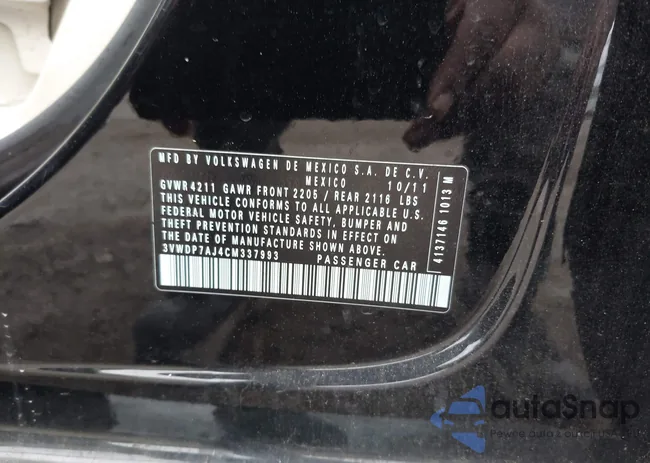 MFD BY VOLKSWAGEN DE MEXICO S.A. DE C.V.
MEXICO 10/11
GVWR 4211 GAWR FRONT 2205 / REAR 2116 LBS
THIS VEHICLE CONFORMS TO ALL APPLICABLE U.S.
FEDERAL MOTOR VEHICLE SAFETY, BUMPER AND
THEFT PREVENTION STANDARDS IN EFFECT ON
THE DATE OF MANUFACTURE SHOWN ABOVE.
3VWDP7AJ4CM337993 PASSENGER CAR
4137146 1013 M
autoSnap